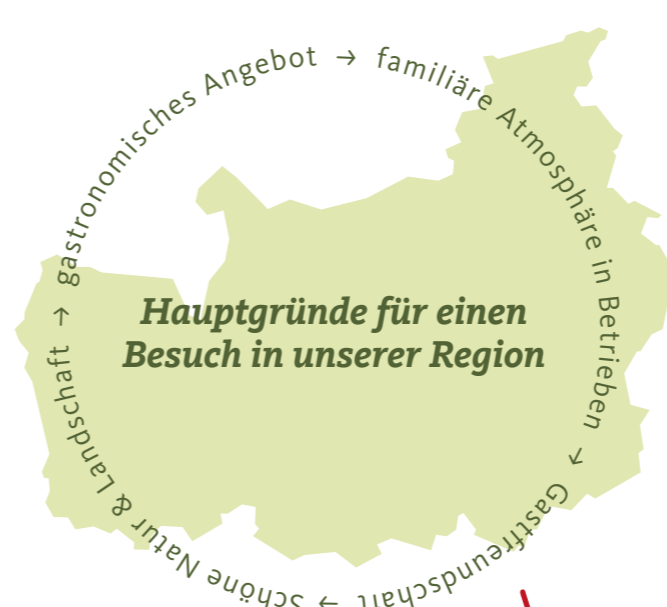 gastronomisches Angebot → familiäre Atmosphäre in Betrieben → Gastfreundschaft → schöne Natur & Landschaft →
Hauptgründe für einen
Besuch in unserer Region